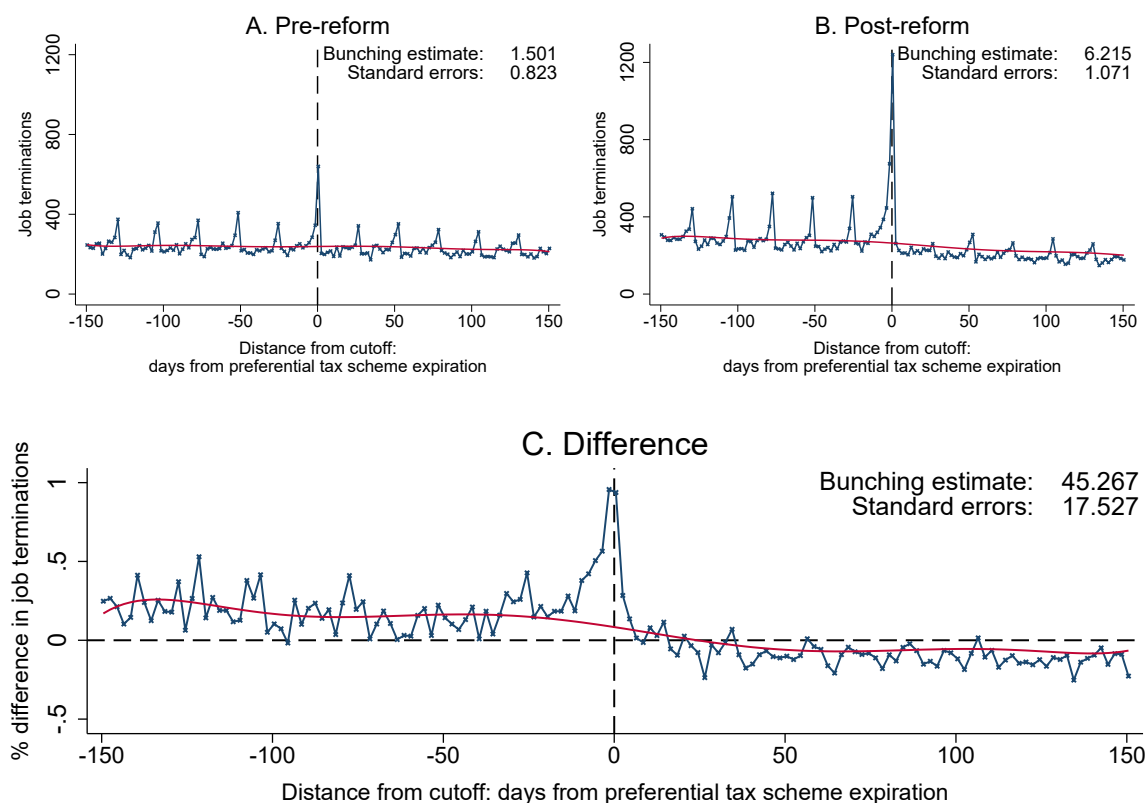 A. Pre-reform
Bunching estimate: 1.501
Standard errors: 0.823
Job terminations
1200
800
400
0
-150 -100 -50 0 50 100 150
Distance from cutoff:
days from preferential tax scheme expiration
B. Post-reform
Bunching estimate: 6.215
Standard errors: 1.071
Job terminations
1200
800
400
0
-150 -100 -50 0 50 100 150
Distance from cutoff:
days from preferential tax scheme expiration
C. Difference
Bunching estimate: 45.267
Standard errors: 17.527
% difference in job terminations
1
.5
0
-.5
-150 -100 -50 0 50 100 150
Distance from cutoff: days from preferential tax scheme expiration